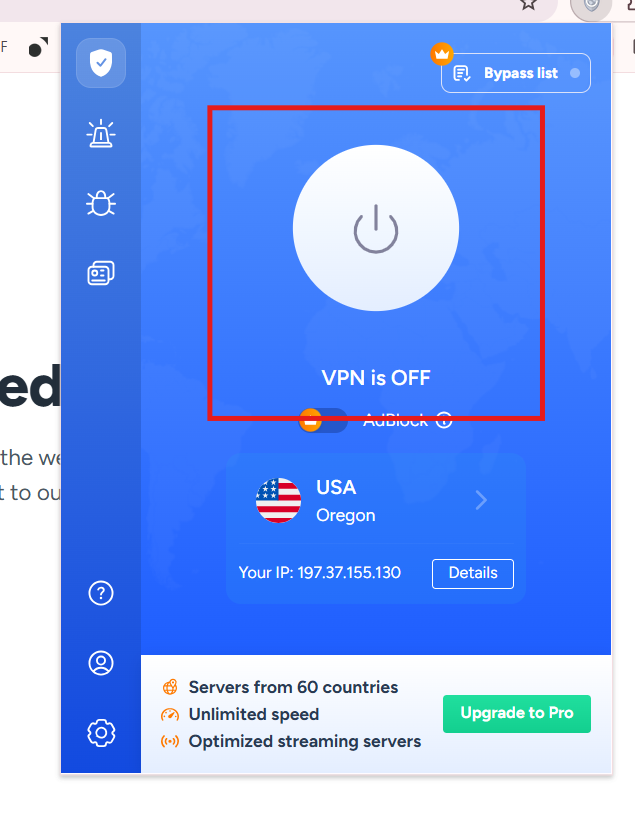 F
Bypass list
VPN is OFF
AdBlock
USA
Oregon
Your IP: 197.37.155.130
Details
ed
the we
t to ou
Servers from 60 countries
Unlimited speed
Optimized streaming servers
Upgrade to Pro